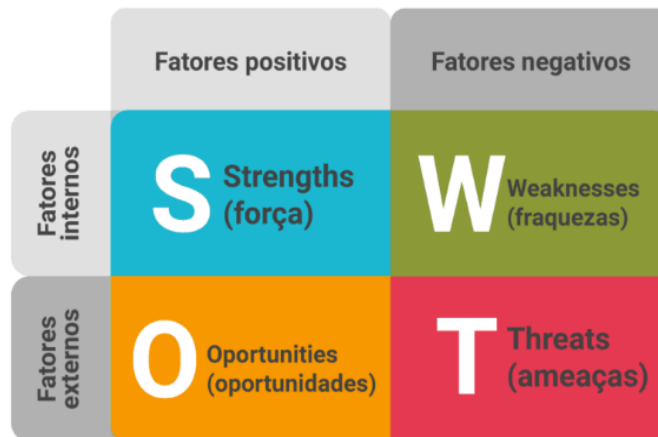 Fatores positivos
Fatores negativos
Fatores
internos
S
Strengths
(força)
W
Weaknesses
(fraquezas)
Fatores
externos
O
Oportunities
(oportunidades)
T
Threats
(ameaças)